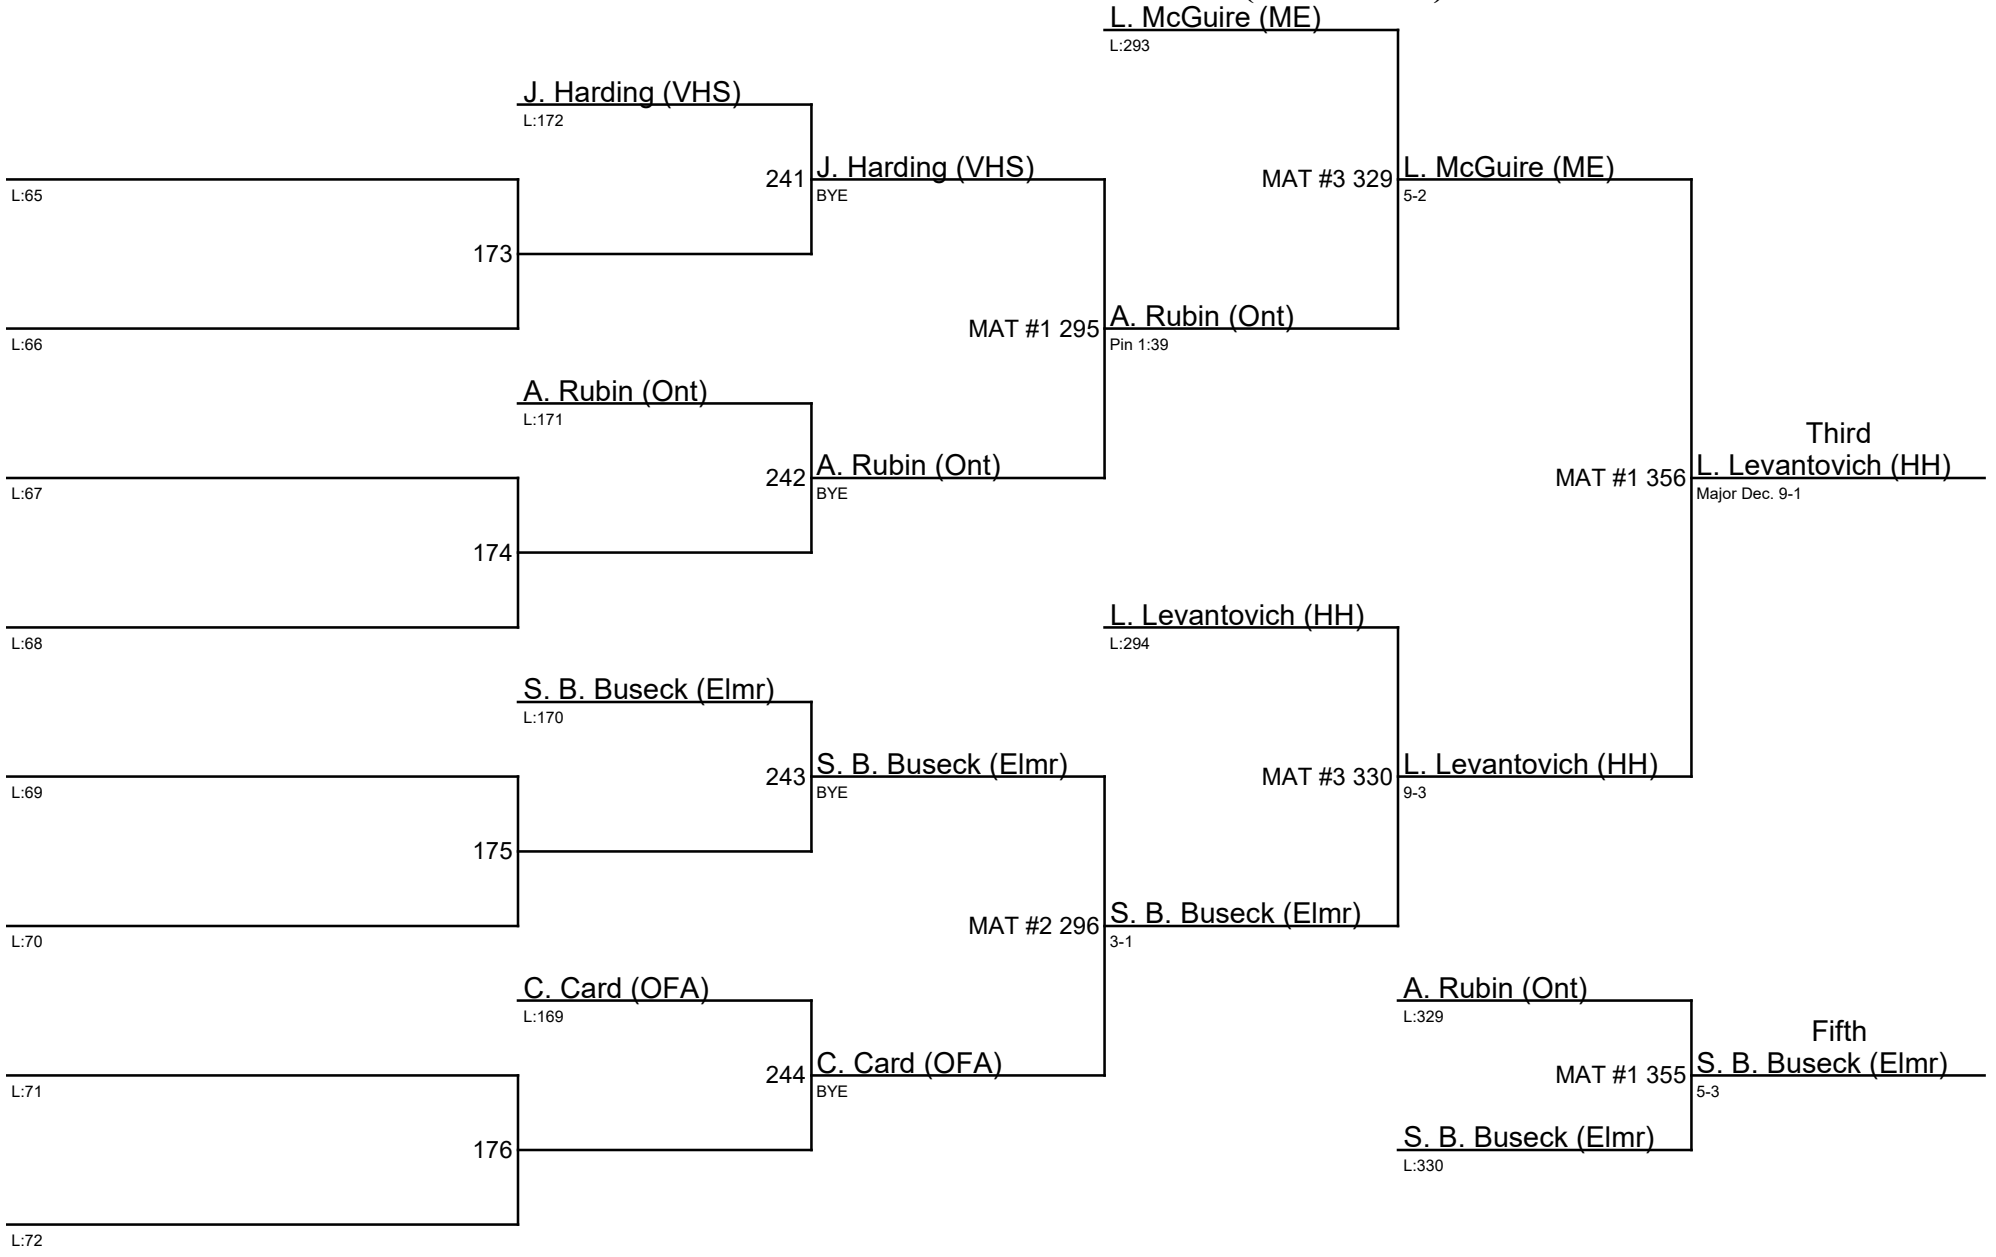 L. McGuire (ME)
L:293
J. Harding (VHS)
L:172
241 J. Harding (VHS)
BYE
MAT #3 329 L. McGuire (ME)
5-2
L:65
173
L:66
MAT #1 295 A. Rubin (Ont)
Pin 1:39
A. Rubin (Ont)
L:171
Third
242 A. Rubin (Ont)
BYE
MAT #1 356 L. Levantovich (HH)
Major Dec. 9-1
L:67
174
L:68
L. Levantovich (HH)
L:294
S. B. Buseck (Elmr)
L:170
243 S. B. Buseck (Elmr)
BYE
MAT #3 330 L. Levantovich (HH)
9-3
L:69
175
L:70
MAT #2 296 S. B. Buseck (Elmr)
3-1
C. Card (OFA)
L:169
A. Rubin (Ont)
L:329
Fifth
244 C. Card (OFA)
BYE
MAT #1 355 S. B. Buseck (Elmr)
5-3
L:71
176
S. B. Buseck (Elmr)
L:330
L:72